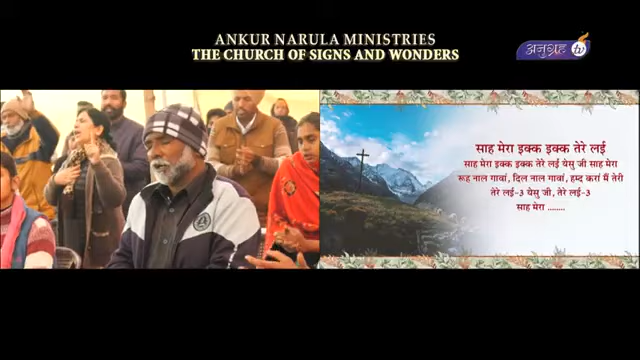 ANKUR NARULA MINISTRIES
THE CHURCH OF SIGNS AND WONDERS
अनुग्रह tv
साह मेरा इक्क इक्क तेरे लई
साह मेरा इक्क इक्क तेरे लई येसु जी साह मेरा
रूह नाल गावां, दिल नाल गावां, हम्द करां मैं तेरी
तेरे लई-3 येसु जी, तेरे लई-3
साह मेरा ........